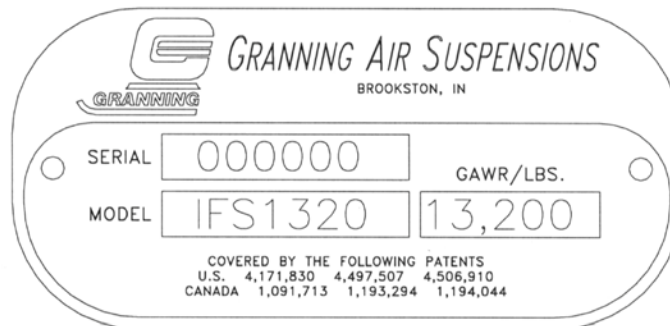 GRANNING AIR SUSPENSIONS
GRANNING
BROOKSTON, IN
SERIAL 000000
GAWR/LBS.
MODEL IFS1320 13,200
COVERED BY THE FOLLOWING PATENTS
U.S. 4,171,830 4,497,507 4,506,910
CANADA 1,091,713 1,193,294 1,194,044